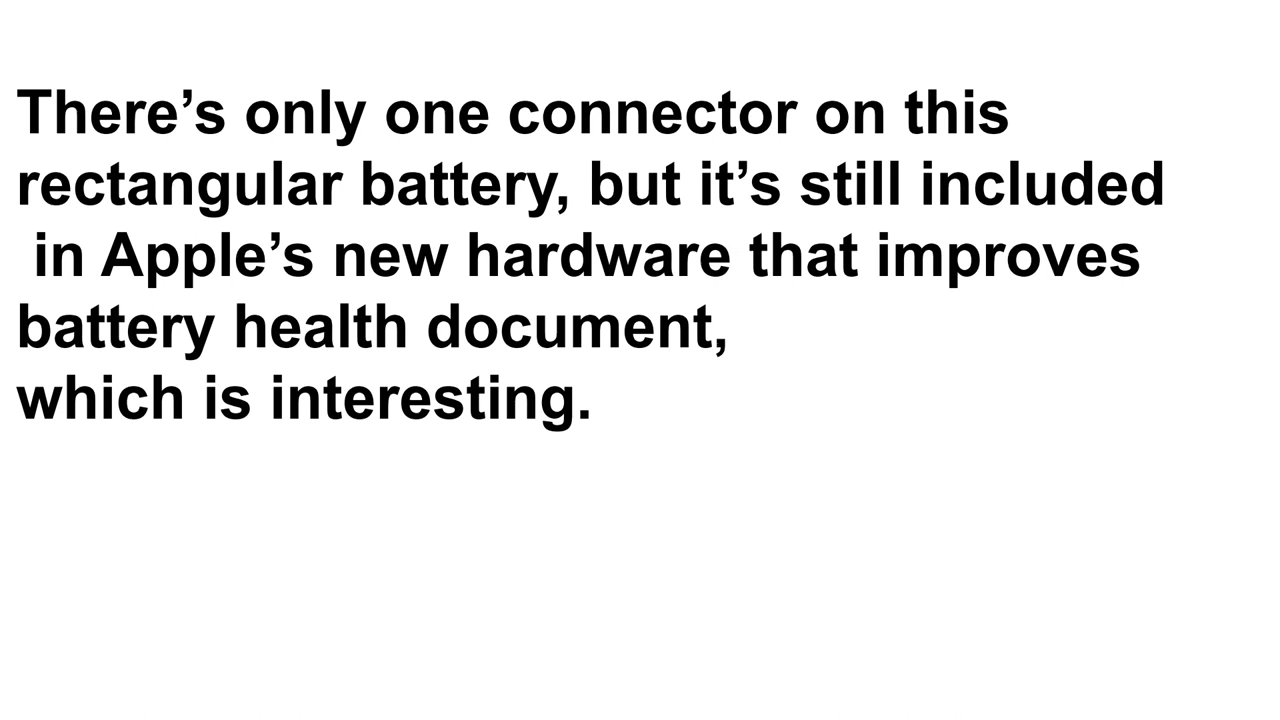 There’s only one connector on this
rectangular battery, but it’s still included
in Apple’s new hardware that improves
battery health document,
which is interesting.